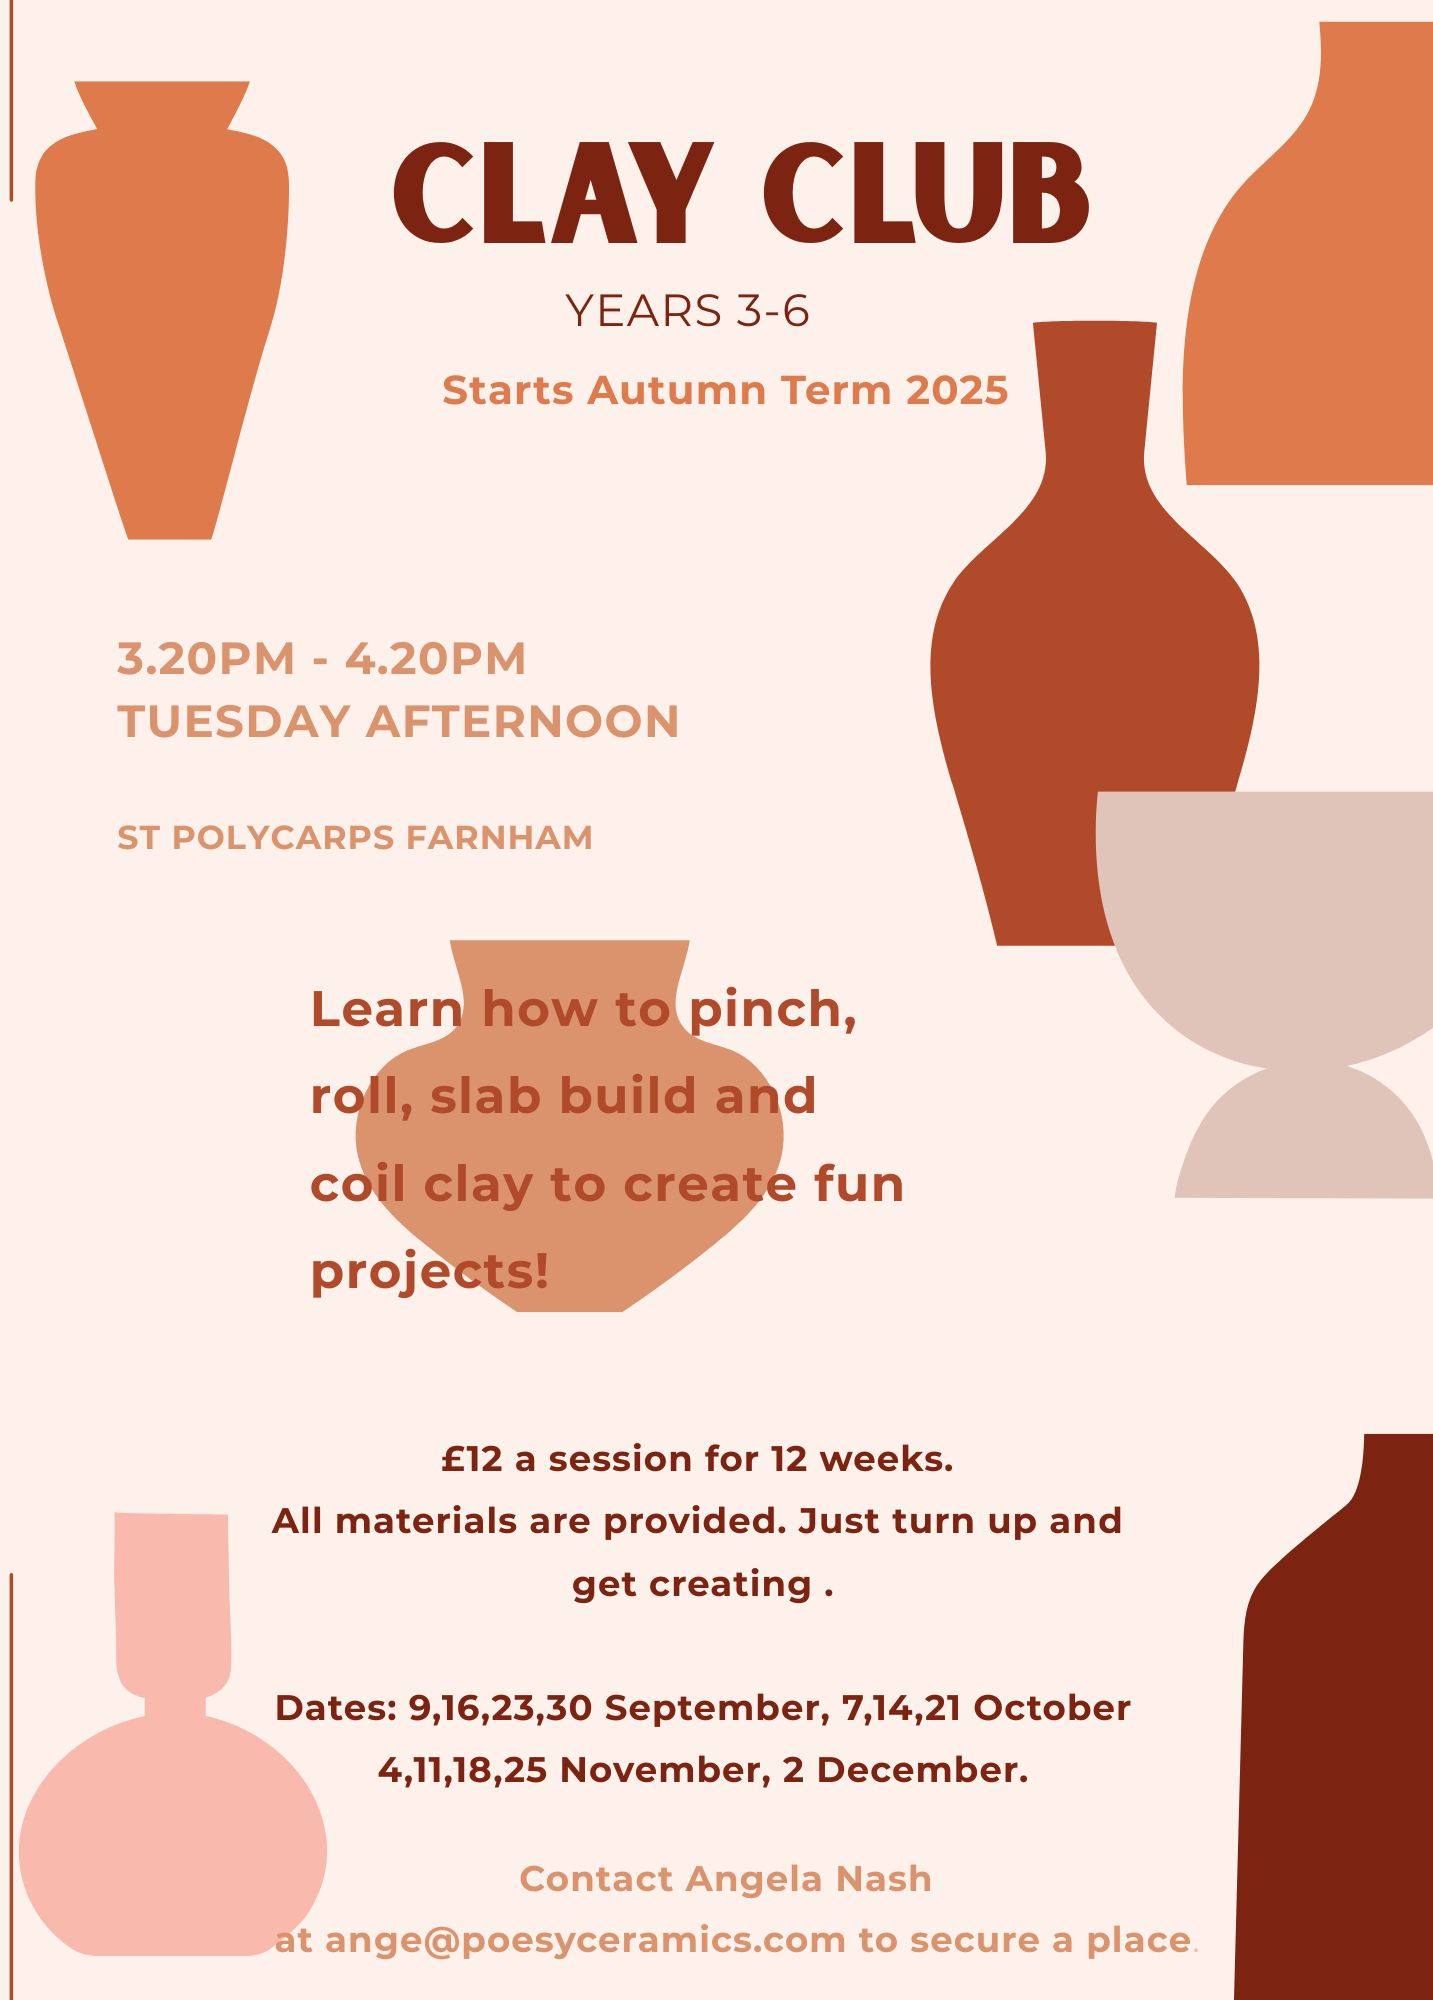 CLAY CLUB
YEARS 3-6
Starts Autumn Term 2025
3.20PM - 4.20PM
TUESDAY AFTERNOON
ST POLYCARPS FARNHAM
Learn how to pinch,
roll, slab build and
coil clay to create fun
projects!
£12 a session for 12 weeks.
All materials are provided. Just turn up and
get creating .
Dates: 9,16,23,30 September, 7,14,21 October
4,11,18,25 November, 2 December.
Contact Angela Nash
at ange@poesyceramics.com to secure a place.